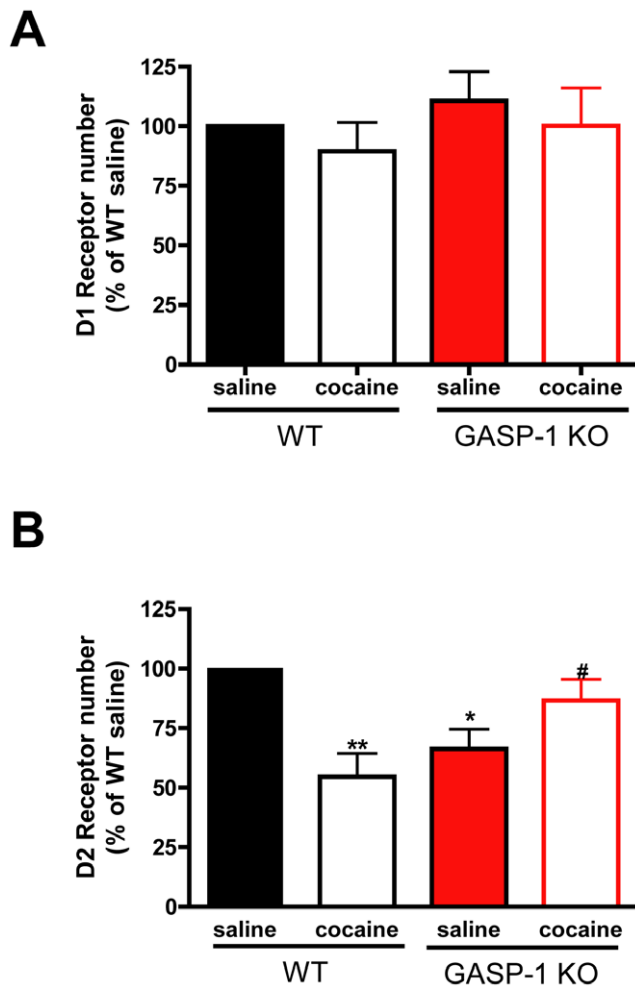 A
D1 Receptor number
(% of WT saline)
125
100
75
50
25
0
saline cocaine saline cocaine
WT GASP-1 KO
B
D2 Receptor number
(% of WT saline)
125
100
75
50
25
0
** * #
saline cocaine saline cocaine
WT GASP-1 KO